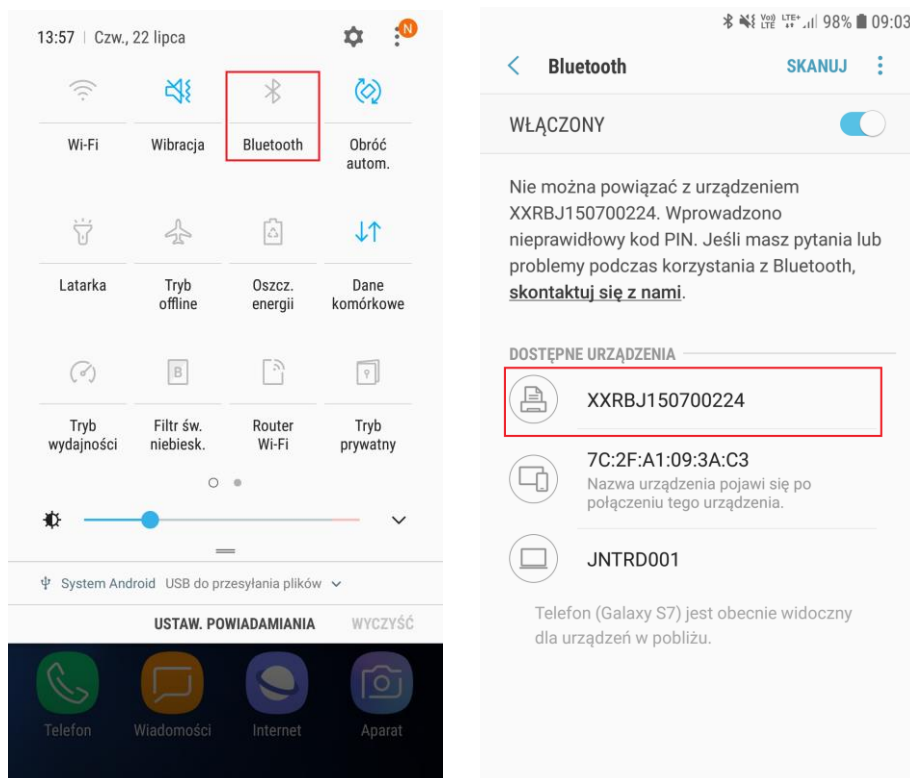 13:57 | Czw., 22 lipca
N
Wi-Fi
Wibracja
Bluetooth
Obróć
autom.
Latarka
Tryb
offline
Oszcz.
energii
Dane
komórkowe
B
Tryb
wydajności
Filtr św.
niebiesk.
Router
Wi-Fi
Tryb
prywatny
System Android USB do przesyłania plików
USTAW. POWIADAMIANIA WYCZYŚĆ
Telefon
Wiadomości
Internet
Aparat
Vo)) LTE LTE+ 98% 09:03
Bluetooth SKANUJ
WŁĄCZONY
Nie można powiązać z urządzeniem
XXRBJ150700224. Wprowadzono
nieprawidłowy kod PIN. Jeśli masz pytania lub
problemy podczas korzystania z Bluetooth,
skontaktuj się z nami.
DOSTĘPNE URZĄDZENIA
XXRBJ150700224
7C:2F:A1:09:3A:C3
Nazwa urządzenia pojawi się po
połączeniu tego urządzenia.
JNTRD001
Telefon (Galaxy S7) jest obecnie widoczny
dla urządzeń w pobliżu.